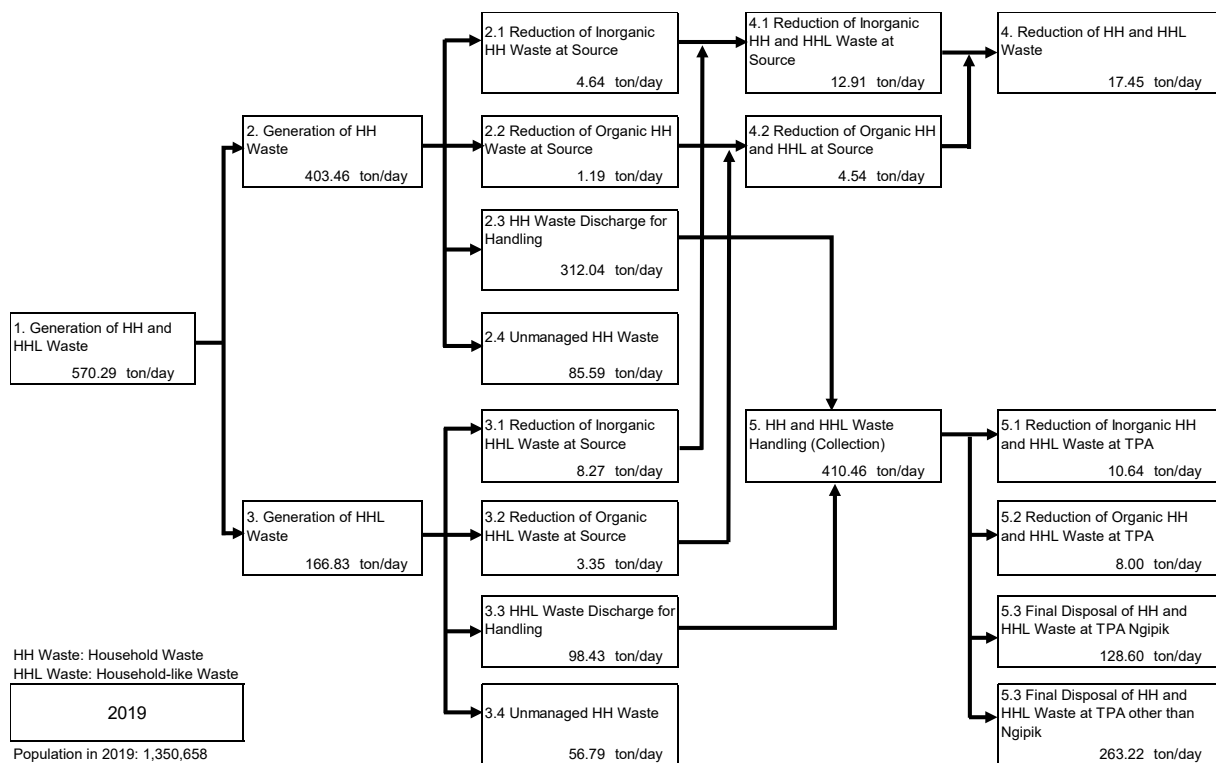 1. Generation of HH and
HHL Waste
570.29 ton/day
2. Generation of HH
Waste
403.46 ton/day
3. Generation of HHL
Waste
166.83 ton/day
2.1 Reduction of Inorganic
HH Waste at Source
4.64 ton/day
2.2 Reduction of Organic HH
Waste at Source
1.19 ton/day
2.3 HH Waste Discharge for
Handling
312.04 ton/day
2.4 Unmanaged HH Waste
85.59 ton/day
3.1 Reduction of Inorganic
HHL Waste at Source
8.27 ton/day
3.2 Reduction of Organic
HHL Waste at Source
3.35 ton/day
3.3 HHL Waste Discharge for
Handling
98.43 ton/day
3.4 Unmanaged HH Waste
56.79 ton/day
4.1 Reduction of Inorganic
HH and HHL Waste at
Source
12.91 ton/day
4.2 Reduction of Organic HH
and HHL at Source
4.54 ton/day
4. Reduction of HH and HHL
Waste
17.45 ton/day
5. HH and HHL Waste
Handling (Collection)
410.46 ton/day
5.1 Reduction of Inorganic HH
and HHL Waste at TPA
10.64 ton/day
5.2 Reduction of Organic HH
and HHL Waste at TPA
8.00 ton/day
5.3 Final Disposal of HH and
HHL Waste at TPA Ngipik
128.60 ton/day
5.3 Final Disposal of HH and
HHL Waste at TPA other than
Ngipik
263.22 ton/day
HH Waste: Household Waste
HHL Waste: Household-like Waste
2019
Population in 2019: 1,350,658